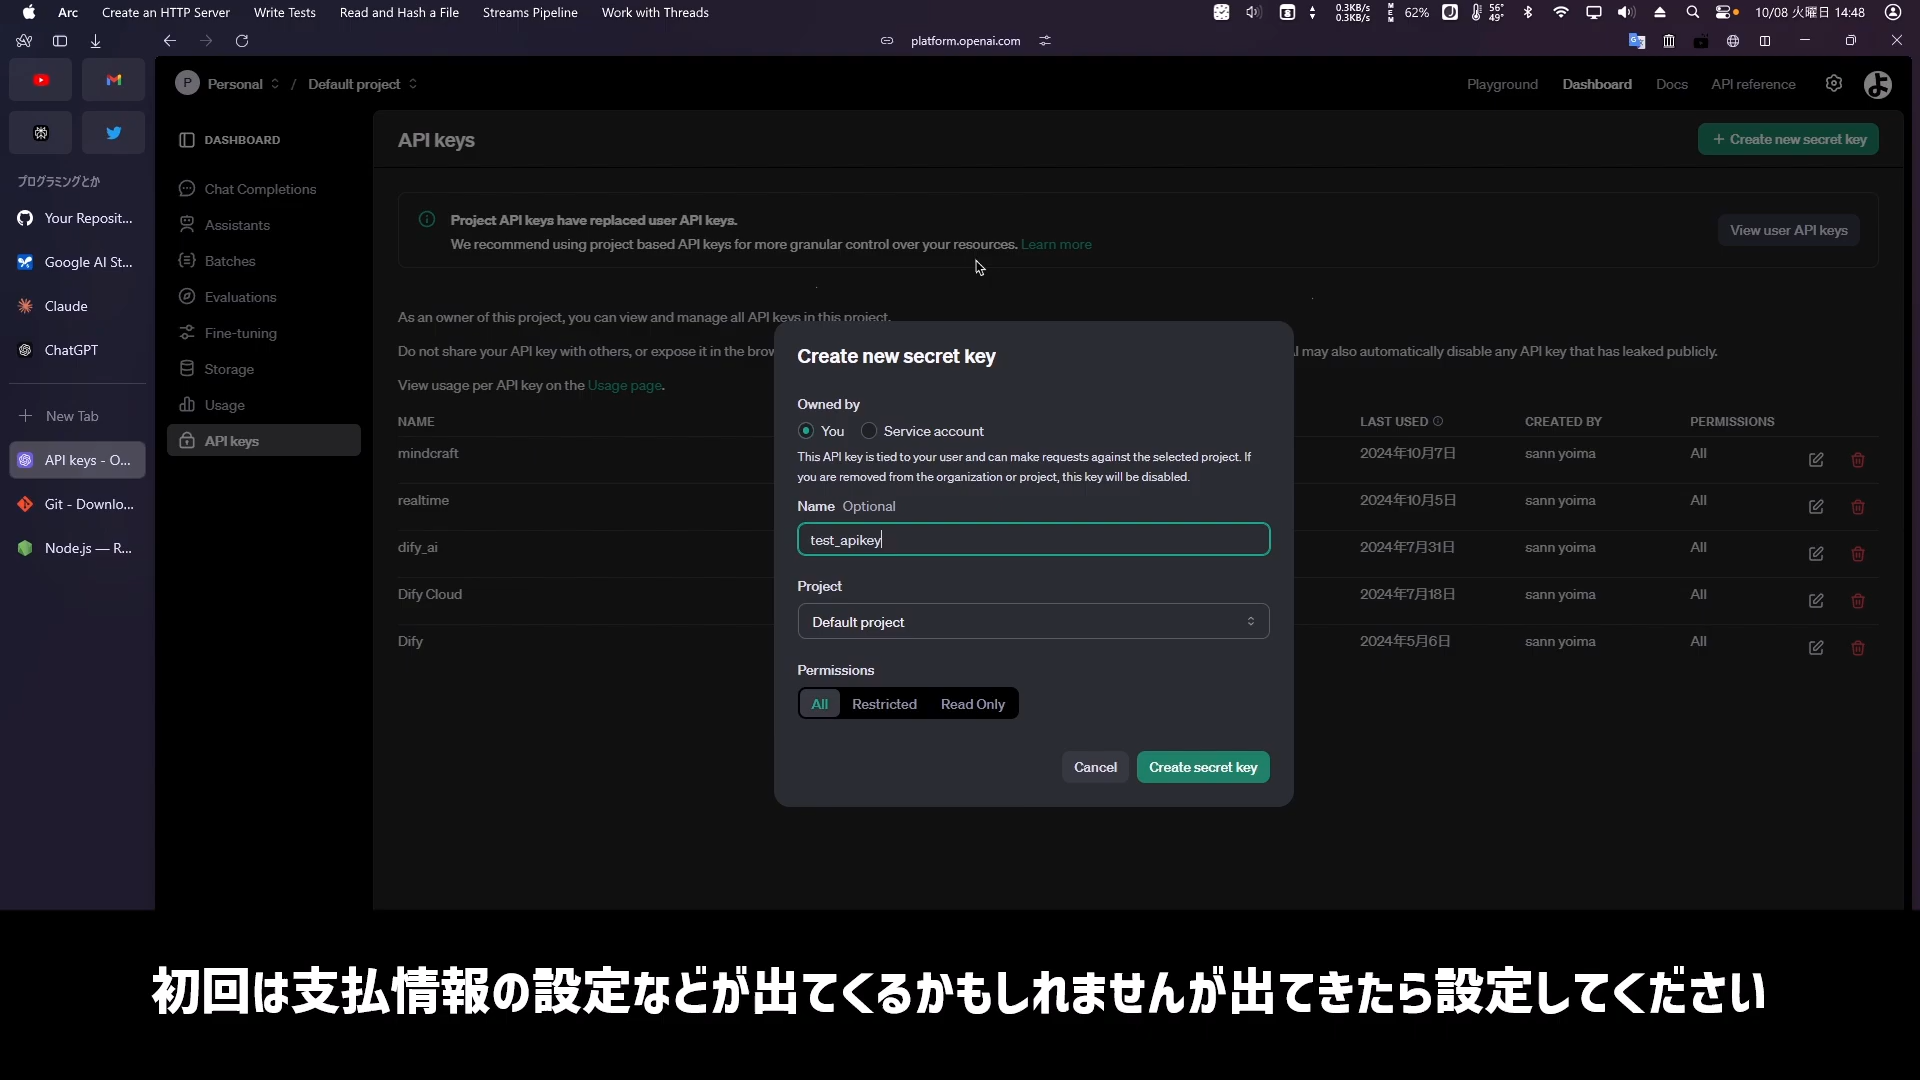 Arc Create an HTTP Server Write Tests Read and Hash a File Streams Pipeline Work with Threads
0.3KB/s
0.3KB/s
MEM
62%
56°
49°
10/08 火曜日 14:48
platform.openai.com
P Personal / Default project
Playground Dashboard Docs API reference
プログラミングとか
Your Reposit...
Google AI St...
Claude
ChatGPT
New Tab
API keys - O...
Git - Downlo...
Node.js — R...
DASHBOARD
Chat Completions
Assistants
Batches
Evaluations
Fine-tuning
Storage
Usage
API keys
API keys
+ Create new secret key
Project API keys have replaced user API keys.
We recommend using project based API keys for more granular control over your resources. Learn more
View user API keys
As an owner of this project, you can view and manage all API keys in this project.
Do not share your API key with others, or expose it in the brow
I may also automatically disable any API key that has leaked publicly.
View usage per API key on the Usage page.
NAME LAST USED CREATED BY PERMISSIONS
mindcraft 2024年10月7日 sann yoima All
realtime 2024年10月5日 sann yoima All
dify_ai 2024年7月31日 sann yoima All
Dify Cloud 2024年7月18日 sann yoima All
Dify 2024年5月6日 sann yoima All
Create new secret key
Owned by
You Service account
This API key is tied to your user and can make requests against the selected project. If
you are removed from the organization or project, this key will be disabled.
Name Optional
test_apikey
Project
Default project
Permissions
All Restricted Read Only
Cancel Create secret key
初回は支払情報の設定などが出てくるかもしれませんが出てきたら設定してください